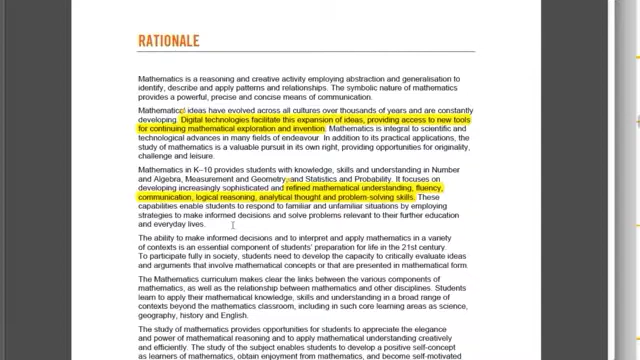 RATIONALE
Mathematics is a reasoning and creative activity employing abstraction and generalisation to
identify, describe and apply patterns and relationships. The symbolic nature of mathematics
provides a powerful, precise and concise means of communication.
Mathematical ideas have evolved across all cultures over thousands of years and are constantly
developing. Digital technologies facilitate this expansion of ideas, providing access to new tools
for continuing mathematical exploration and invention. Mathematics is integral to scientific and
technological advances in many fields of endeavour. In addition to its practical applications, the
study of mathematics is a valuable pursuit in its own right, providing opportunities for originality,
challenge and leisure.
Mathematics in K–10 provides students with knowledge, skills and understanding in Number
and Algebra, Measurement and Geometry, and Statistics and Probability. It focuses on
developing increasingly sophisticated and refined mathematical understanding, fluency,
communication, logical reasoning, analytical thought and problem-solving skills. These
capabilities enable students to respond to familiar and unfamiliar situations by employing
strategies to make informed decisions and solve problems relevant to their further education
and everyday lives.
The ability to make informed decisions and to interpret and apply mathematics in a variety
of contexts is an essential component of students' preparation for life in the 21st century.
To participate fully in society, students need to develop the capacity to critically evaluate ideas
and arguments that involve mathematical concepts or that are presented in mathematical form.
The Mathematics curriculum makes clear the links between the various components of
mathematics, as well as the relationship between mathematics and other disciplines. Students
learn to apply their mathematical knowledge, skills and understanding in a broad range of
contexts beyond the mathematics classroom, including in such core learning areas as science,
geography, history and English.
The study of mathematics provides opportunities for students to appreciate the elegance
and power of mathematical reasoning and to apply mathematical understanding creatively
and efficiently. The study of the subject enables students to develop a positive self-concept
as learners of mathematics, obtain enjoyment from mathematics, and become self-motivated